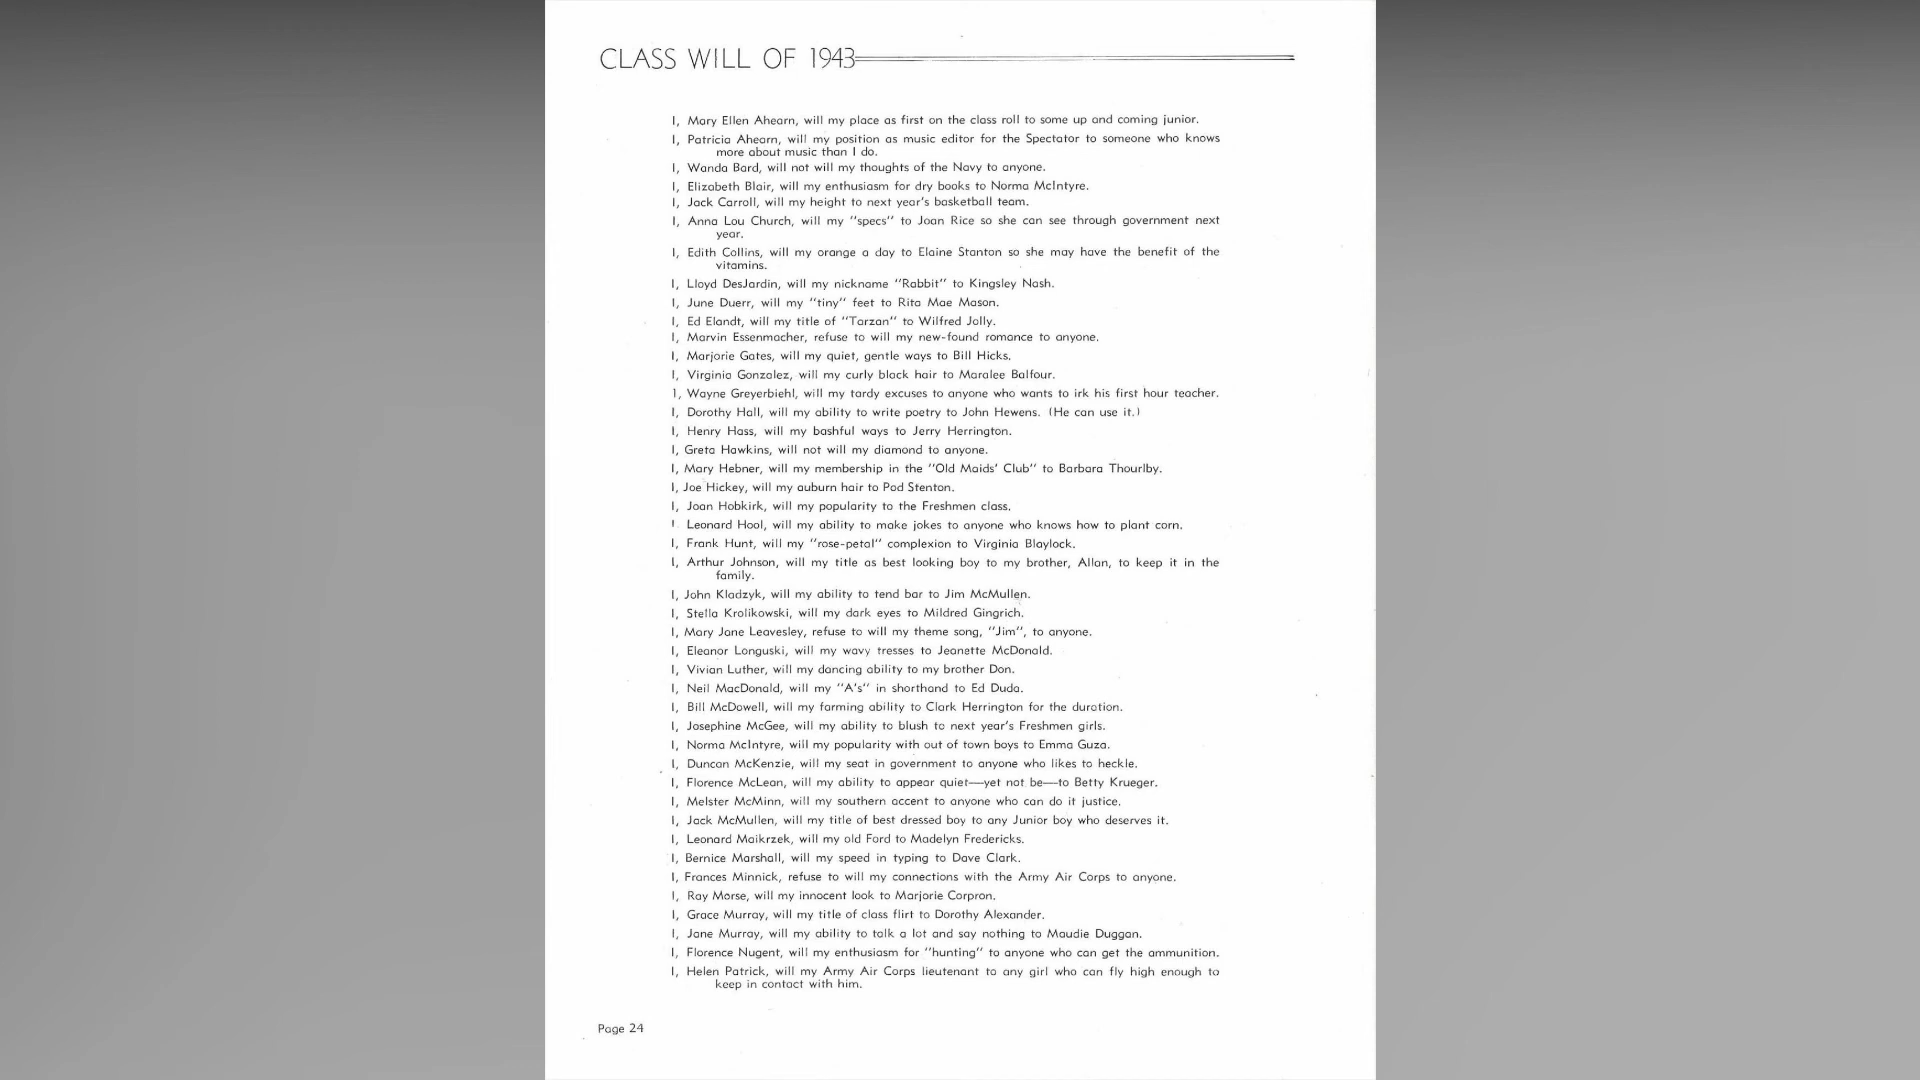 CLASS WILL OF 1943
I, Mary Ellen Ahearn, will my place as first on the class roll to some up and coming junior.
I, Patricia Ahearn, will my position as music editor for the Spectator to someone who knows
more about music than I do.
I, Wanda Bard, will not will my thoughts of the Navy to anyone.
I, Elizabeth Blair, will my enthusiasm for dry books to Norma McIntyre.
I, Jack Carroll, will my height to next year's basketball team.
I, Anna Lou Church, will my "specs" to Joan Rice so she can see through government next
year.
I, Edith Collins, will my orange a day to Elaine Stanton so she may have the benefit of the
vitamins.
I, Lloyd DesJardin, will my nickname "Rabbit" to Kingsley Nash.
I, June Duerr, will my "tiny" feet to Rita Mae Mason.
I, Ed Elandt, will my title of "Tarzan" to Wilfred Jolly.
I, Marvin Essenmacher, refuse to will my new-found romance to anyone.
I, Marjorie Gates, will my quiet, gentle ways to Bill Hicks.
I, Virginia Gonzalez, will my curly black hair to Maralee Balfour.
I, Wayne Greyerbiehl, will my tardy excuses to anyone who wants to irk his first hour teacher.
I, Dorothy Hall, will my ability to write poetry to John Hewens. (He can use it.)
I, Henry Hass, will my bashful ways to Jerry Herrington.
I, Greta Hawkins, will not will my diamond to anyone.
I, Mary Hebner, will my membership in the "Old Maids' Club" to Barbara Thourlby.
I, Joe Hickey, will my auburn hair to Pod Stenton.
I, Joan Hobkirk, will my popularity to the Freshmen class.
I Leonard Hool, will my ability to make jokes to anyone who knows how to plant corn.
I, Frank Hunt, will my "rose-petal" complexion to Virginia Blaylock.
I, Arthur Johnson, will my title as best looking boy to my brother, Allan, to keep it in the
family.
I, John Kladzyk, will my ability to tend bar to Jim McMullen.
I, Stella Krolikowski, will my dark eyes to Mildred Gingrich.
I, Mary Jane Leavesley, refuse to will my theme song, "Jim", to anyone.
I, Eleanor Longuski, will my wavy tresses to Jeanette McDonald.
I, Vivian Luther, will my dancing ability to my brother Don.
I, Neil MacDonald, will my "A's" in shorthand to Ed Duda.
I, Bill McDowell, will my farming ability to Clark Herrington for the duration.
I, Josephine McGee, will my ability to blush to next year's Freshmen girls.
I, Norma McIntyre, will my popularity with out of town boys to Emma Guza.
I, Duncan McKenzie, will my seat in government to anyone who likes to heckle.
I, Florence McLean, will my ability to appear quiet—yet not be—to Betty Krueger.
I, Melster McMinn, will my southern accent to anyone who can do it justice.
I, Jack McMullen, will my title of best dressed boy to any Junior boy who deserves it.
I, Leonard Maikrzek, will my old Ford to Madelyn Fredericks.
I, Bernice Marshall, will my speed in typing to Dave Clark.
I, Frances Minnick, refuse to will my connections with the Army Air Corps to anyone.
I, Ray Morse, will my innocent look to Marjorie Corpron.
I, Grace Murray, will my title of class flirt to Dorothy Alexander.
I, Jane Murray, will my ability to talk a lot and say nothing to Maudie Duggan.
I, Florence Nugent, will my enthusiasm for "hunting" to anyone who can get the ammunition.
I, Helen Patrick, will my Army Air Corps lieutenant to any girl who can fly high enough to
keep in contact with him.
Page 24